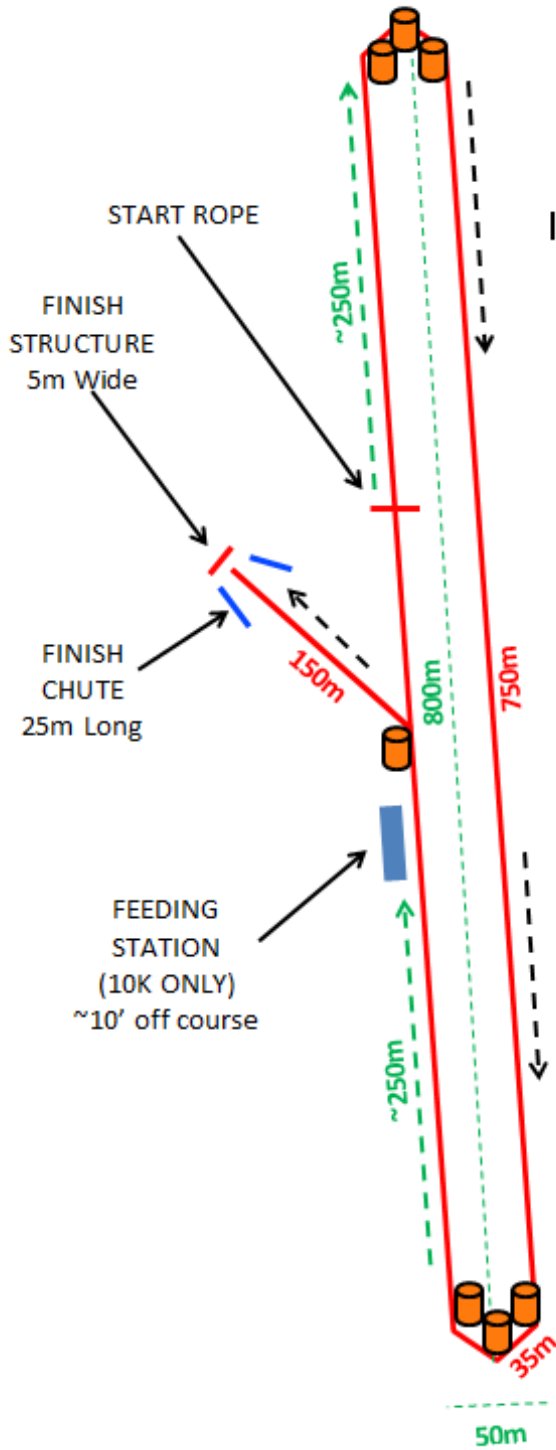 START ROPE
FINISH
STRUCTURE
5m Wide
~250m
FINISH
CHUTE
25m Long
150m
800m
750m
FEEDING
STATION
(10K ONLY)
~10' off course
~250m
35m
50m